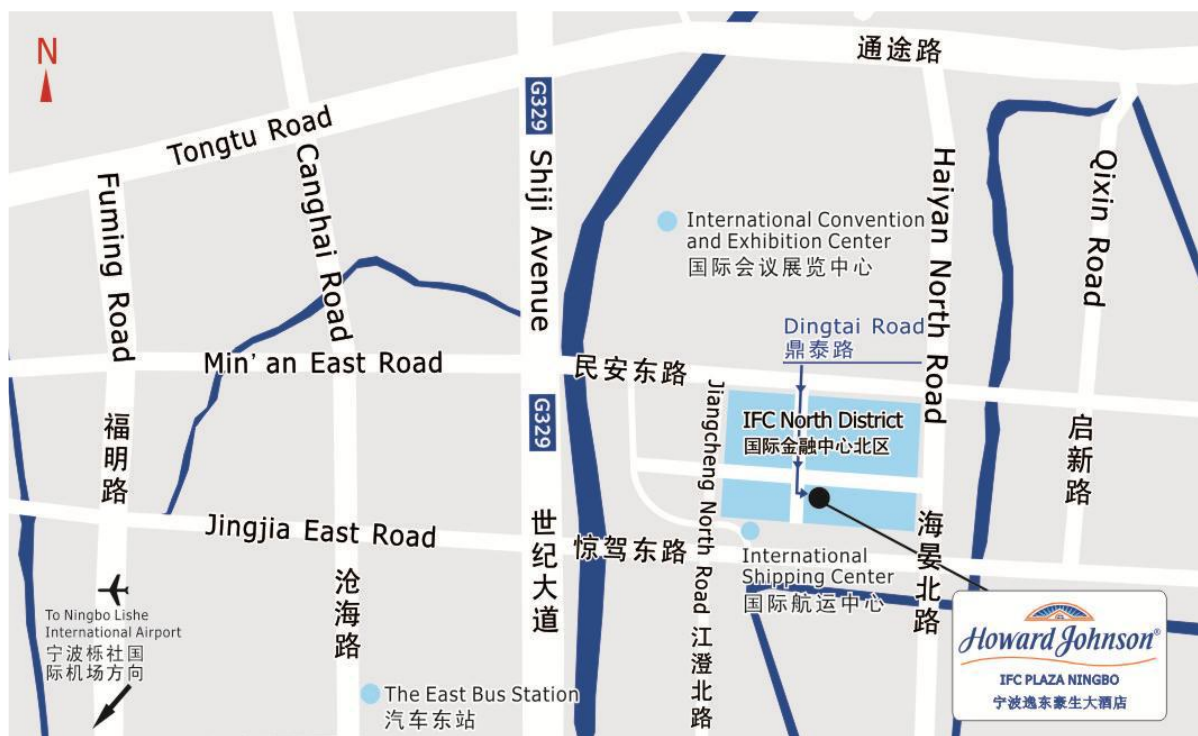 N
通途路
Tongtu Road
G329
Fuming Road
Canghai Road
Shiji Avenue
Haiyan North Road
Qixin Road
International Convention
and Exhibition Center
国际会议展览中心
Dingtai Road
鼎泰路
Min' an East Road
民安东路
G329
Jiangcheng North Road
IFC North District
国际金融中心北区
福明路
启新路
Jingjia East Road
惊驾东路
世纪大道
沧海路
海晏北路
International
Shipping Center
国际航运中心
江澄北路
To Ningbo Lishe
International Airport
宁波栎社国
际机场方向
The East Bus Station
汽车东站
Howard Johnson®
IFC PLAZA NINGBO
宁波逸东豪生大酒店